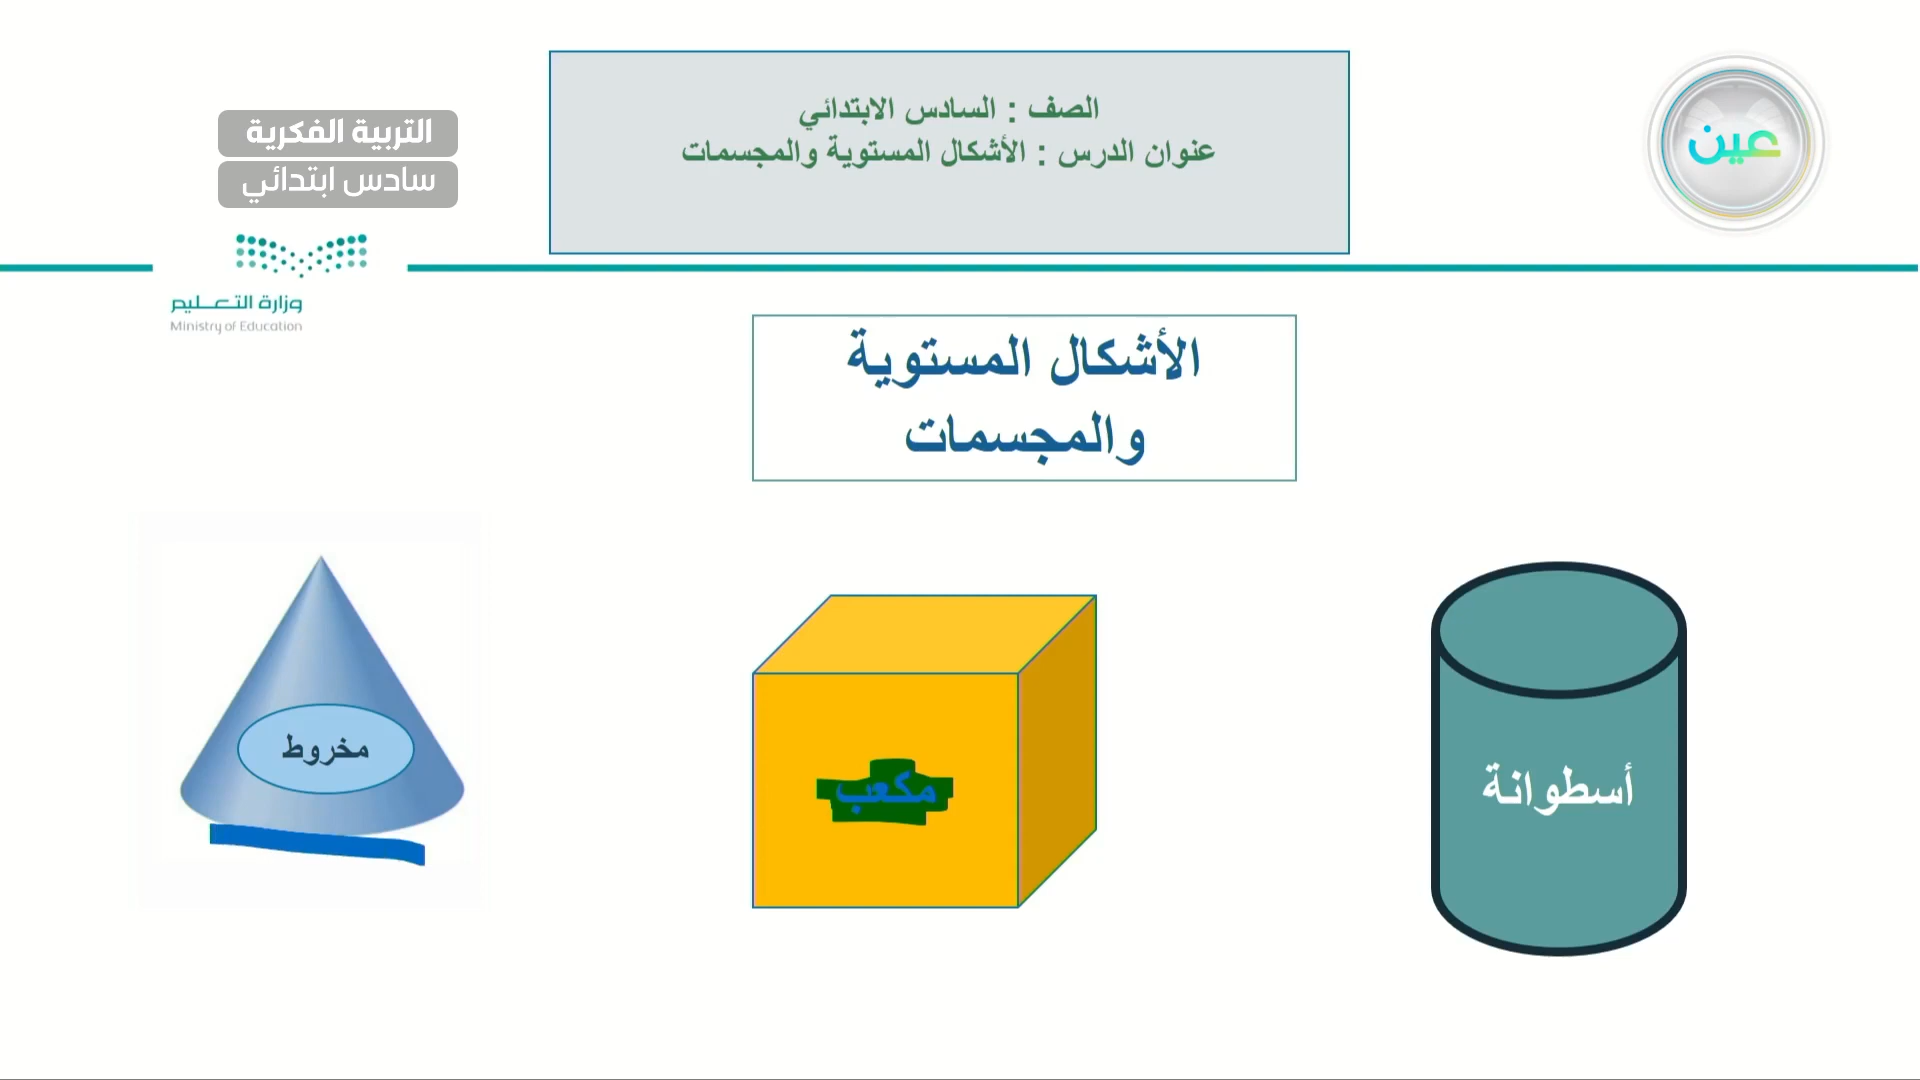 الصف : السادس الابتدائي
عنوان الدرس : الأشكال المستوية والمجسمات
عين
التربية الفكرية
سادس ابتدائي
وزارة التعليم
Ministry of Education
الأشكال المستوية
والمجسمات
أسطوانة
مكعب
مخروط